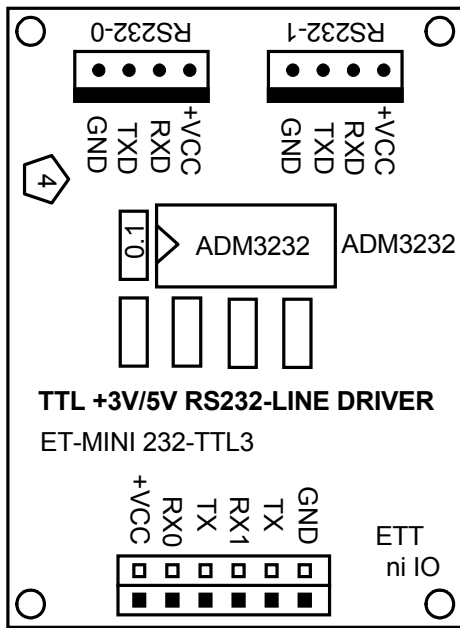 RS232-0 RS232-1
GND TXD RXD +VCC GND TXD RXD +VCC
4
0.1 ADM3232 ADM3232
TTL +3V/5V RS232-LINE DRIVER
ET-MINI 232-TTL3
+VCC RX0 TX RX1 TX GND
ETT
ni IO